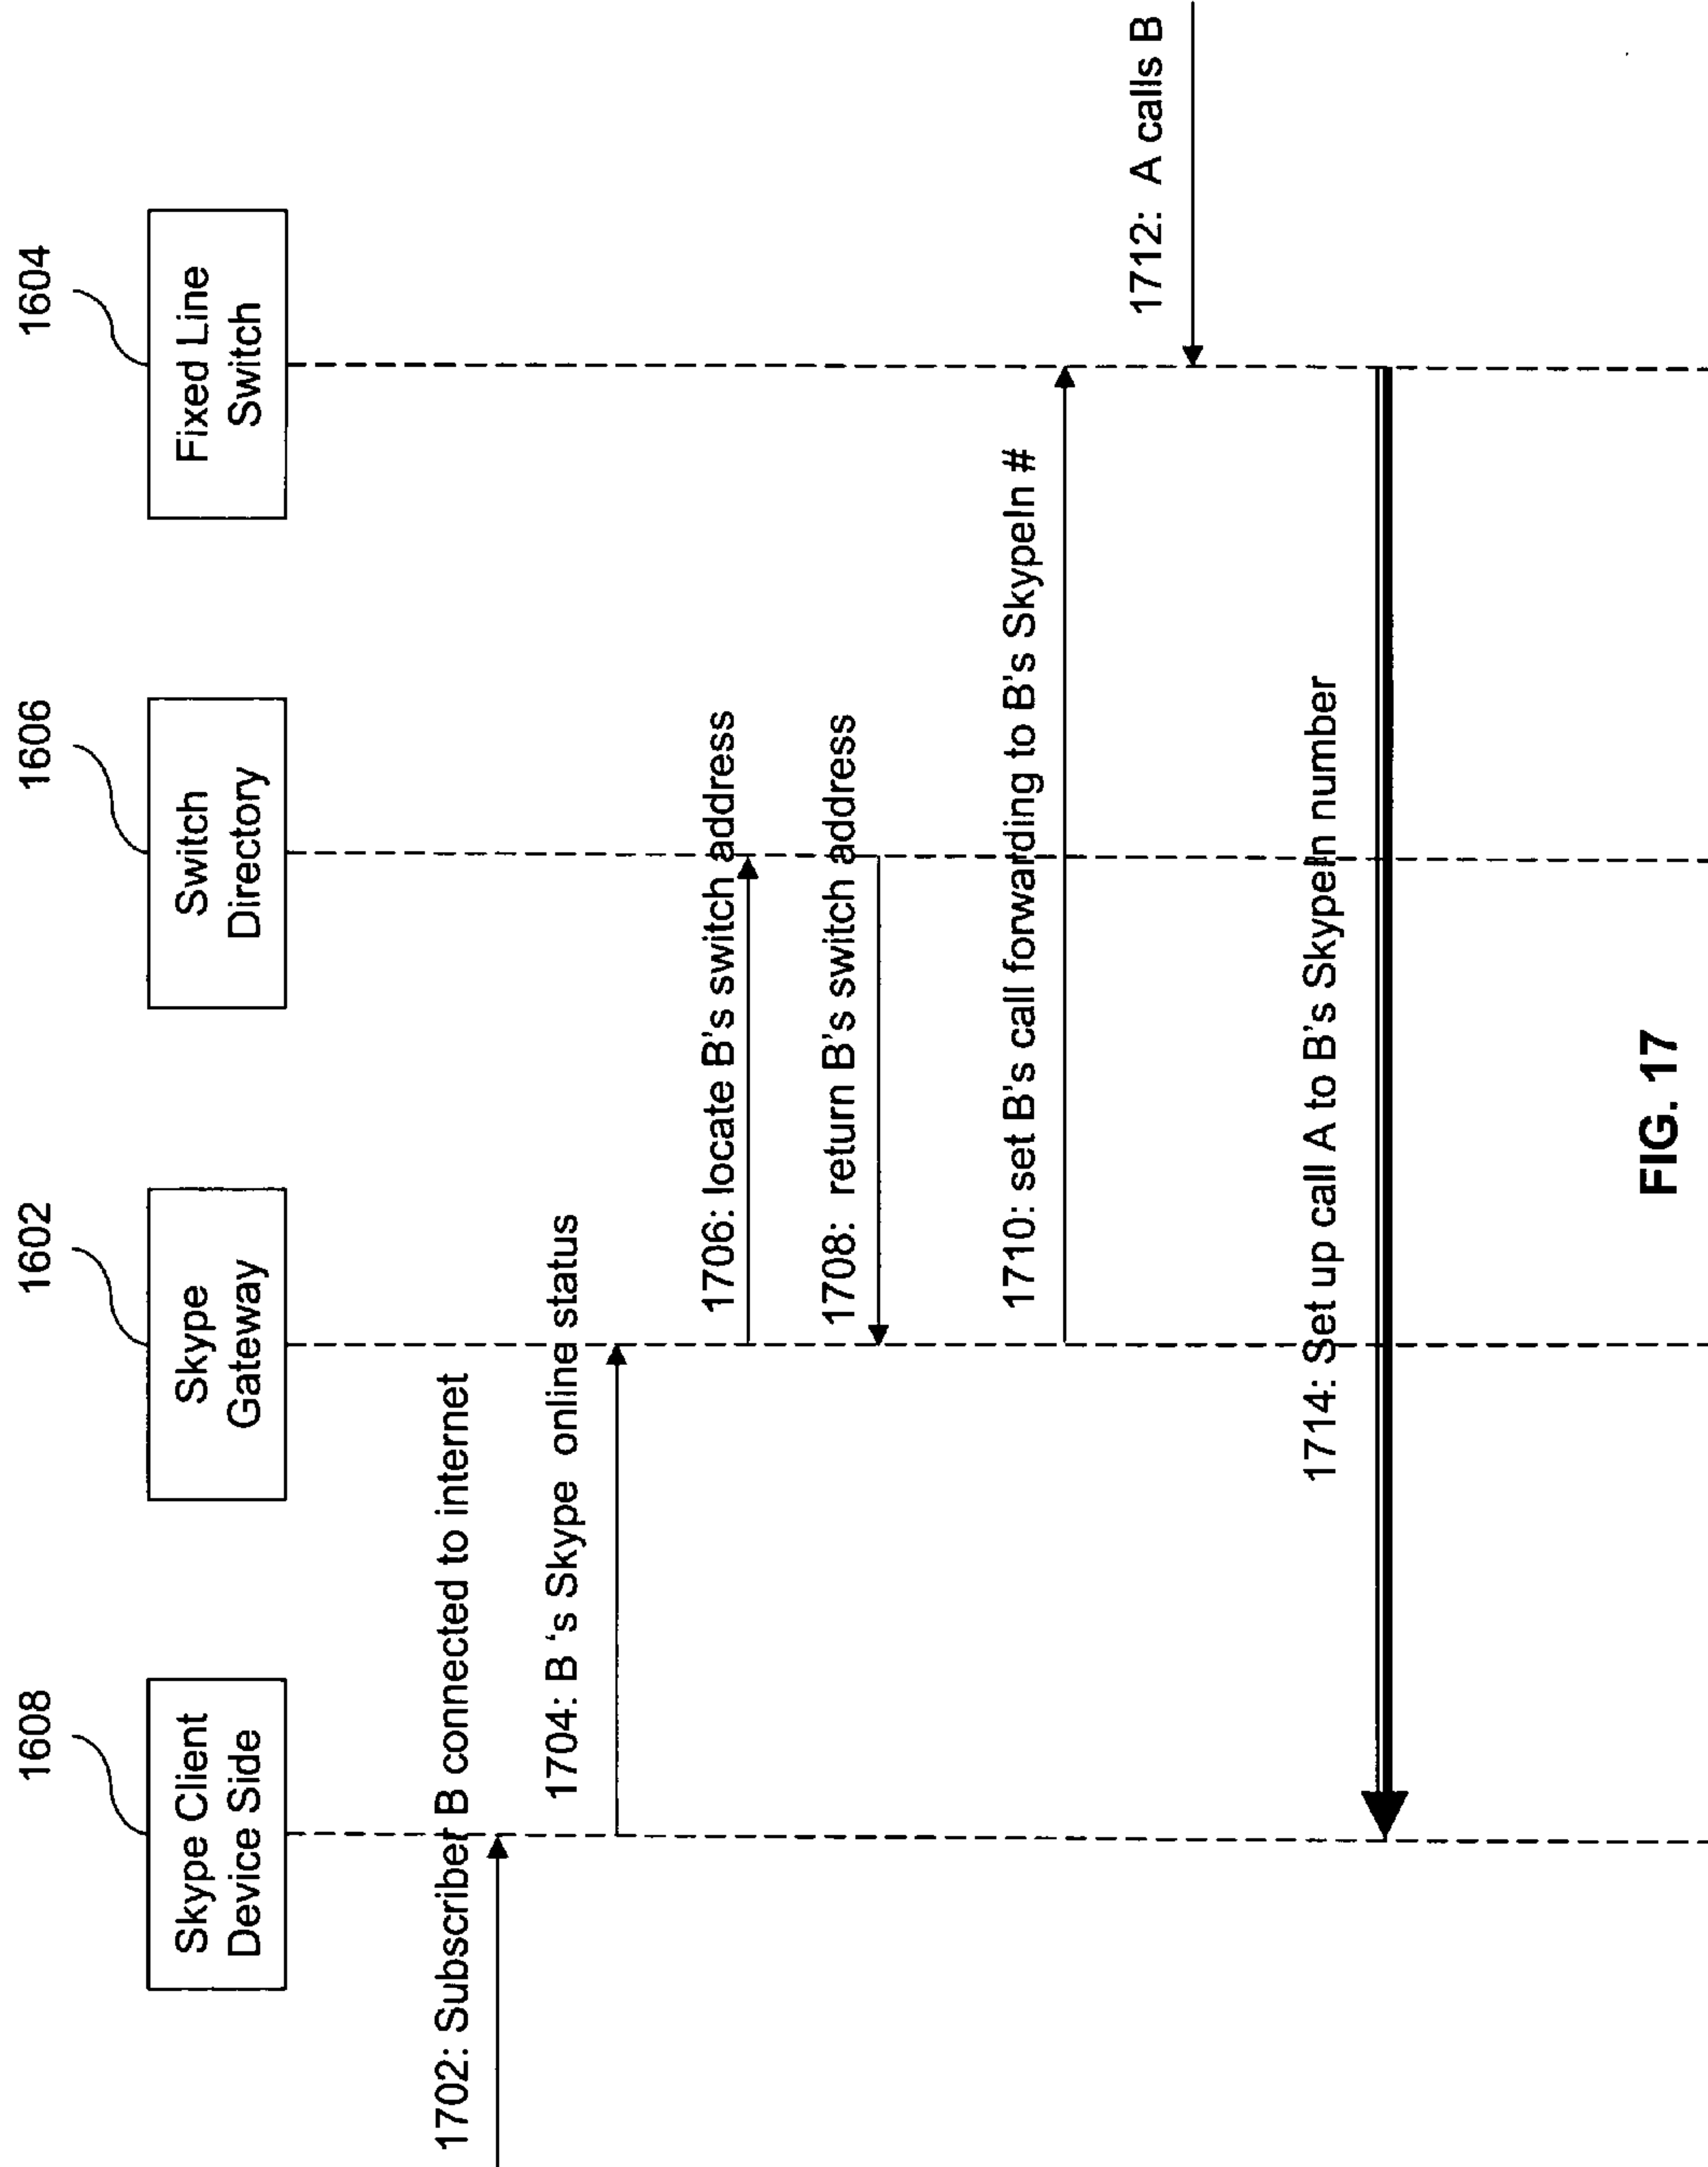 1608
1602
1606
1604
Skype Client
Device Side
Skype
Gateway
Switch
Directory
Fixed Line
Switch
1702: Subscriber B connected to internet
1704: B 's Skype online status
1706: locate B's switch address
1708: return B's switch address
1710: set B's call forwarding to B's SkypeIn #
1712: A calls B
1714: Set up call A to B's SkypeIn number
FIG. 17